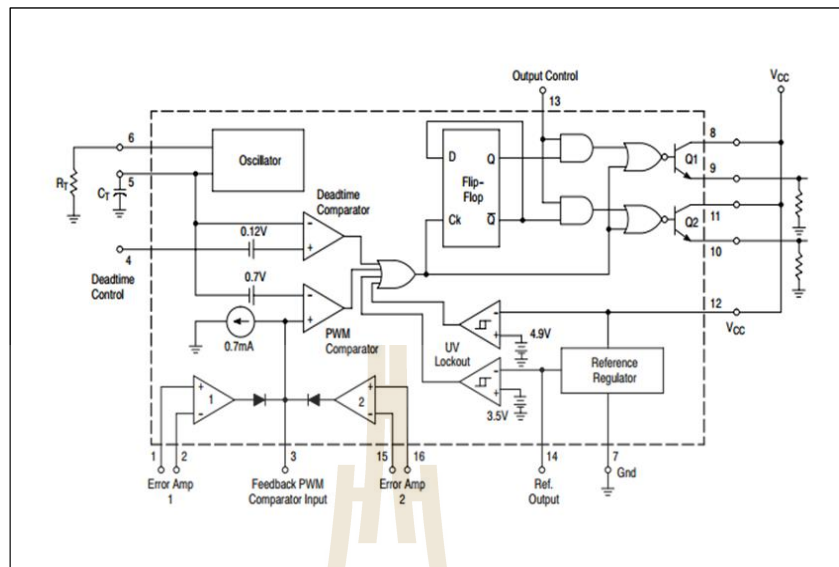 Output Control
VCC
13
6
8
RT
Oscillator
D
Q
Q1
5
CT
Flip-
Flop
9
Deadtime
Comparator
11
0.12V
Ck
Q
Q2
4
10
Deadtime
Control
0.7V
12
VCC
PWM
Comparator
UV
Lockout
4.9V
0.7mA
Reference
Regulator
3.5V
1
2
1
2
3
15
16
14
7
Gnd
Error Amp
1
Feedback PWM
Comparator Input
Error Amp
2
Ref.
Output